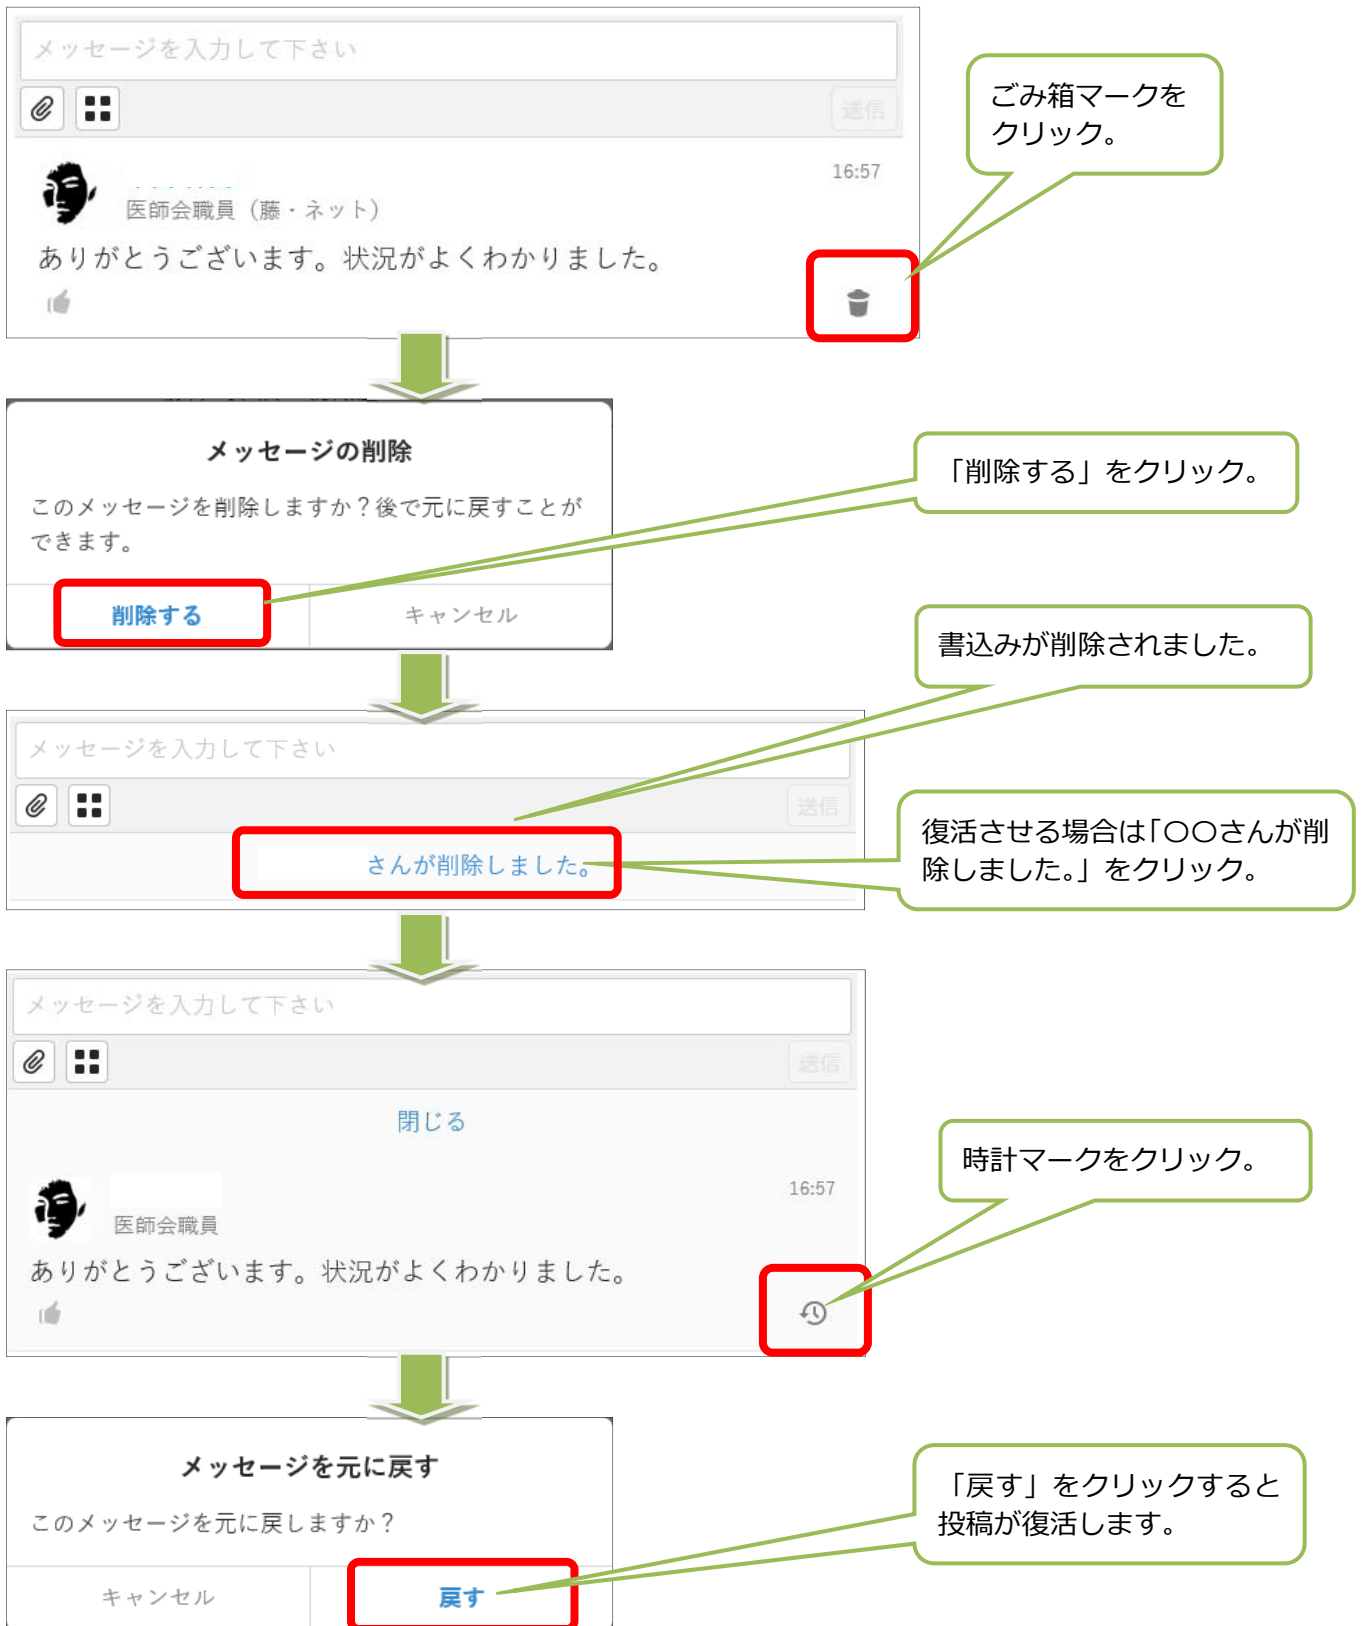 メッセージを入力して下さい
送信
ごみ箱マークを
クリック。
16:57
医師会職員（藤・ネット）
ありがとうございます。状況がよくわかりました。
メッセージの削除
このメッセージを削除しますか？後で元に戻すことが
できます。
削除する
キャンセル
「削除する」をクリック。
書込みが削除されました。
メッセージを入力して下さい
送信
さんが削除しました。
復活させる場合は「〇〇さんが削
除しました。」をクリック。
メッセージを入力して下さい
送信
閉じる
16:57
医師会職員
ありがとうございます。状況がよくわかりました。
時計マークをクリック。
メッセージを元に戻す
このメッセージを元に戻しますか？
キャンセル
戻す
「戻す」をクリックすると
投稿が復活します。